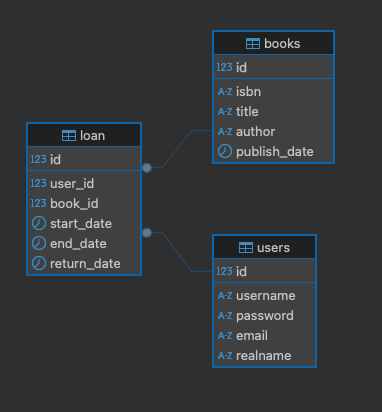 books
123 id
A-Z isbn
A-Z title
A-Z author
publish_date
loan
123 id
123 user_id
123 book_id
start_date
end_date
return_date
users
123 id
A-Z username
A-Z password
A-Z email
A-Z realname